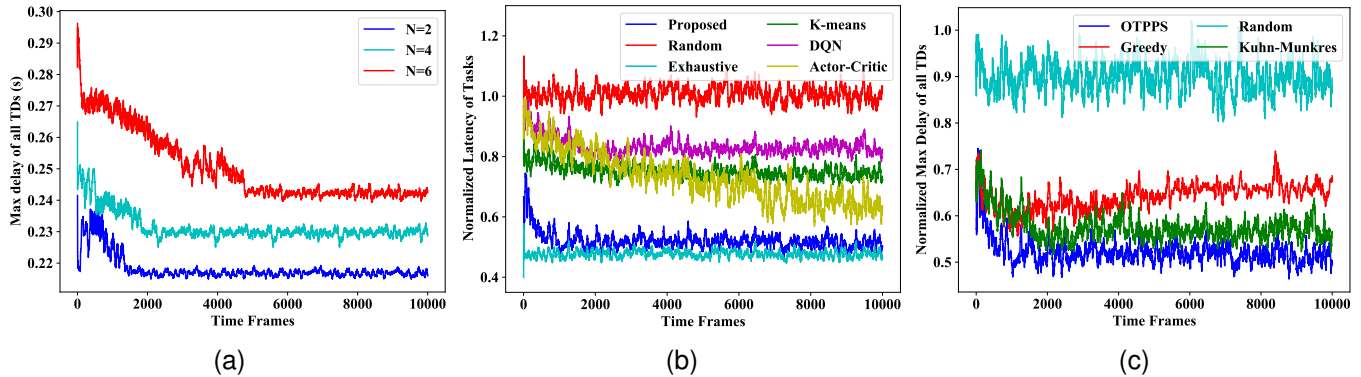 0.30
0.29
0.28
0.27
0.26
0.25
0.24
0.23
0.22
Max delay of all TDs (s)
N=2
N=4
N=6
0 2000 4000 6000 8000 10000
Time Frames
(a)
1.2
1.0
0.8
0.6
0.4
Normalized Latency of Tasks
Proposed
Random
Exhaustive
K-means
DQN
Actor-Critic
0 2000 4000 6000 8000 10000
Time Frames
(b)
1.0
0.9
0.8
0.7
0.6
0.5
Normalized Max Delay of all TDs
OTPPS
Greedy
Random
Kuhn-Munkres
0 2000 4000 6000 8000 10000
Time Frames
(c)